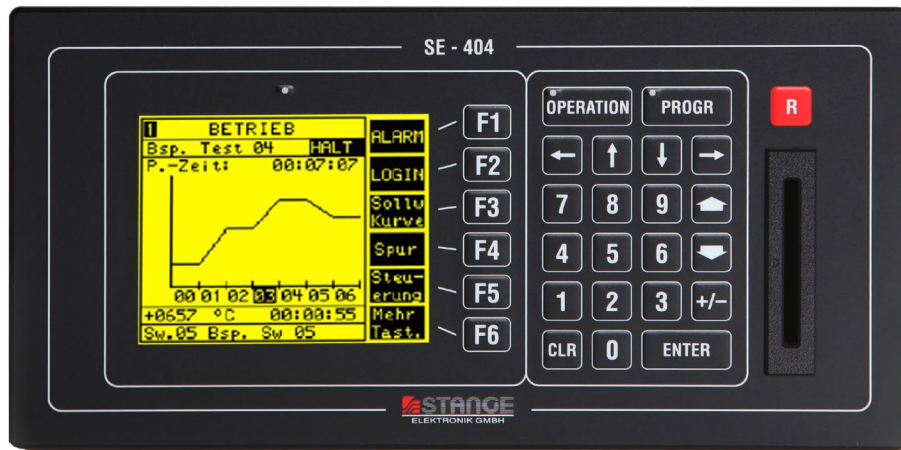 SE - 404
1 BETRIEB
Bsp. Test 04 HALT
P.-Zeit: 00:07:07
00 01 02 03 04 05 06
+0657 °C 00:00:55
Sw.05 Bsp. Sw 05
ALARM
LOGIN
Sollw
Kurve
Spur
Steu-
erung
Mehr
Tast.
F1
F2
F3
F4
F5
F6
OPERATION PROGR
7 8 9
4 5 6
1 2 3 +/−
CLR 0 ENTER
R
STANGE
ELEKTRONIK GMBH